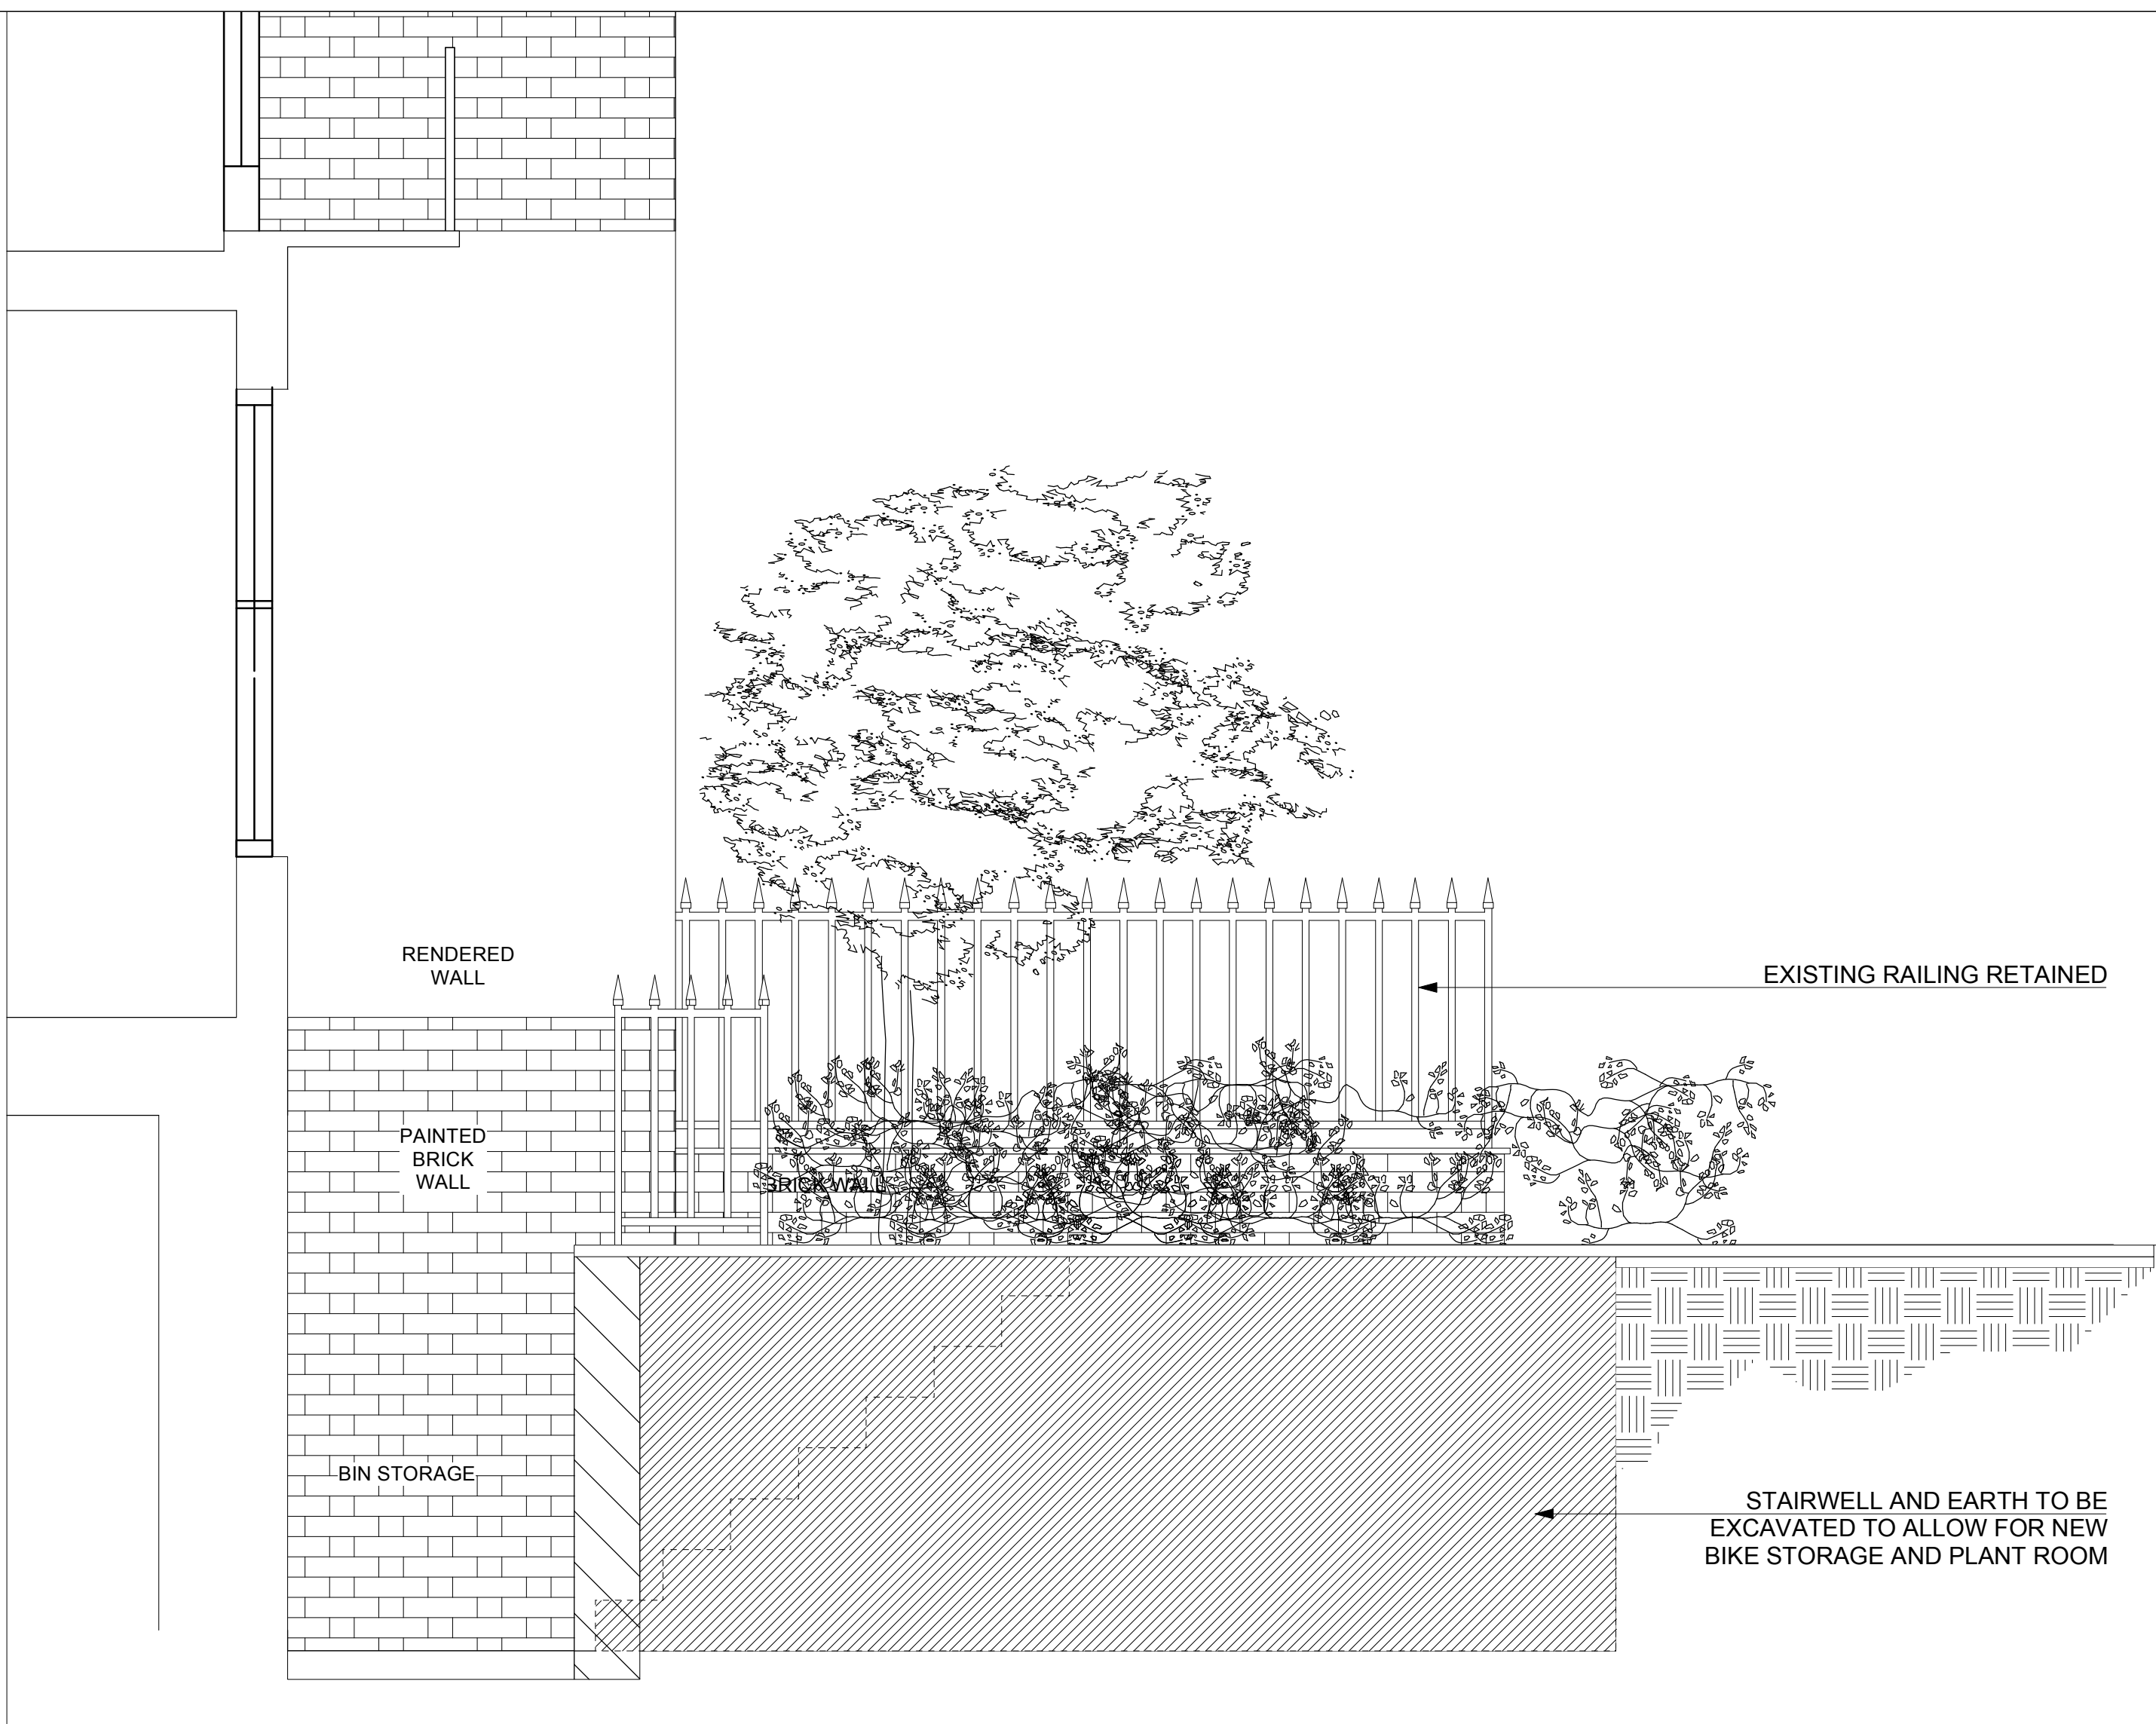 RENDERED
WALL
EXISTING RAILING RETAINED
PAINTED
BRICK
WALL
BRICK WALL
BIN STORAGE
STAIRWELL AND EARTH TO BE
EXCAVATED TO ALLOW FOR NEW
BIKE STORAGE AND PLANT ROOM